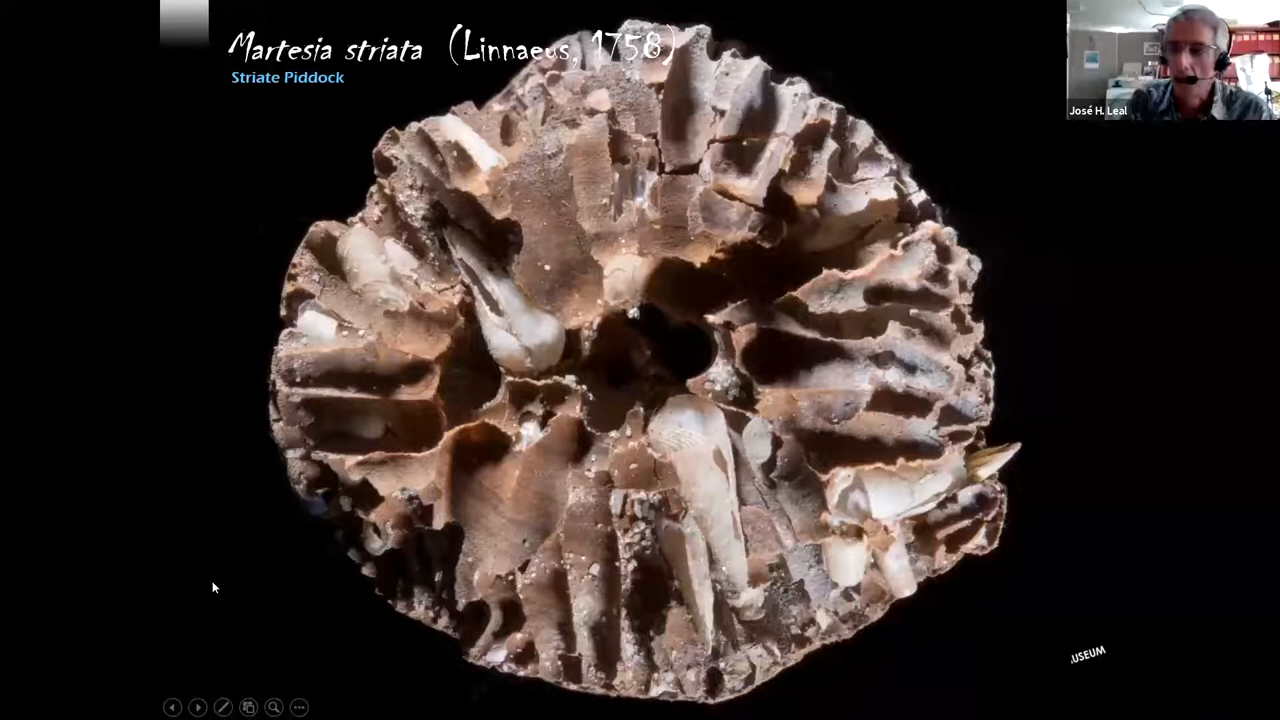 Martesia striata (Linnaeus, 1758)
Striate Piddock
José H. Leal
USEUM